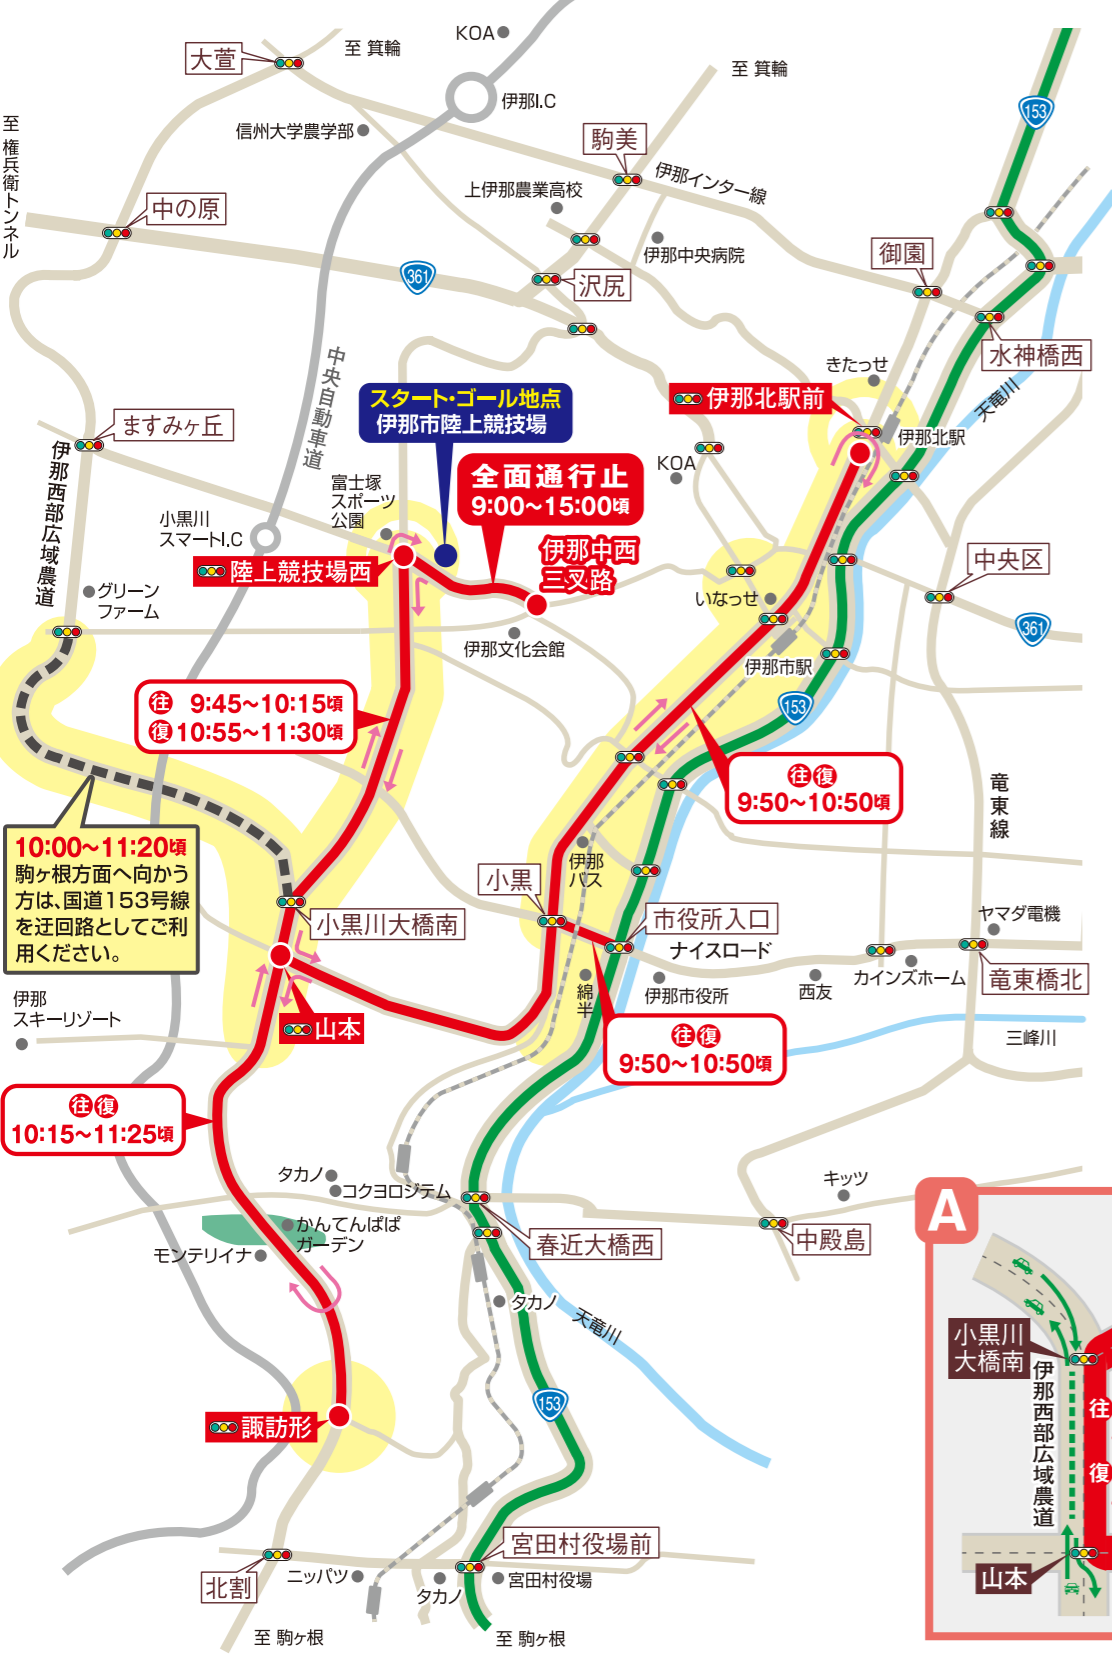 KOA
至 箕輪
大萱
伊那I.C
至 箕輪
153
信州大学農学部
駒美
至 権兵衛トンネル
伊那インター線
上伊那農業高校
中の原
伊那中央病院
御園
361
沢尻
水神橋西
中央自動車道
きたっせ
天竜川
スタート・ゴール地点
伊那市陸上競技場
伊那北駅前
ますみヶ丘
伊那北駅
伊那西部広域農道
KOA
全面通行止
9:00〜15:00頃
富士塚
スポーツ
公園
小黒川
スマートI.C
伊那中西
三叉路
中央区
陸上競技場西
グリーン
ファーム
いなっせ
361
伊那文化会館
伊那市駅
153
往 9:45〜10:15頃
復 10:55〜11:30頃
往 復
9:50〜10:50頃
竜東線
10:00〜11:20頃
駒ヶ根方面へ向かう
方は、国道153号線
を迂回路としてご利
用ください。
伊那
バス
小黒
小黒川大橋南
市役所入口
ナイスロード
ヤマダ電機
カインズホーム
竜東橋北
西友
伊那市役所
綿半
伊那
スキーリゾート
山本
三峰川
往 復
9:50〜10:50頃
往 復
10:15〜11:25頃
タカノ
コクヨロジテム
キッツ
かんてんぱぱ
ガーデン
モンテリイナ
春近大橋西
中殿島
タカノ
天竜川
153
諏訪形
宮田村役場前
北割
ニッパツ
タカノ
宮田村役場
至 駒ヶ根
至 駒ヶ根
A
小黒川
大橋南
伊那西部広域農道
往
復
山本